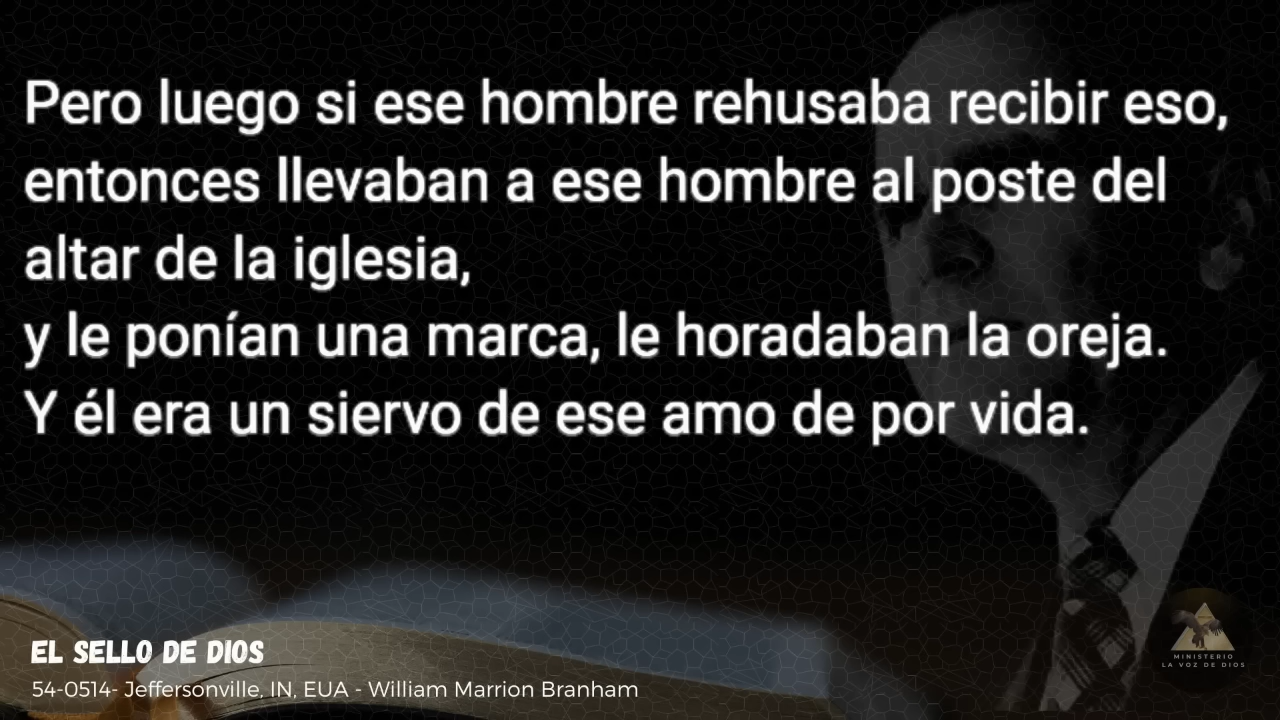 Pero luego si ese hombre rehusaba recibir eso,
entonces llevaban a ese hombre al poste del
altar de la iglesia,
y le ponían una marca, le horadaban la oreja.
Y él era un siervo de ese amo de por vida.
EL SELLO DE DIOS
54-0514- Jeffersonville, IN, EUA - William Marrion Branham
MINISTERIO
LA VOZ DE DIOS